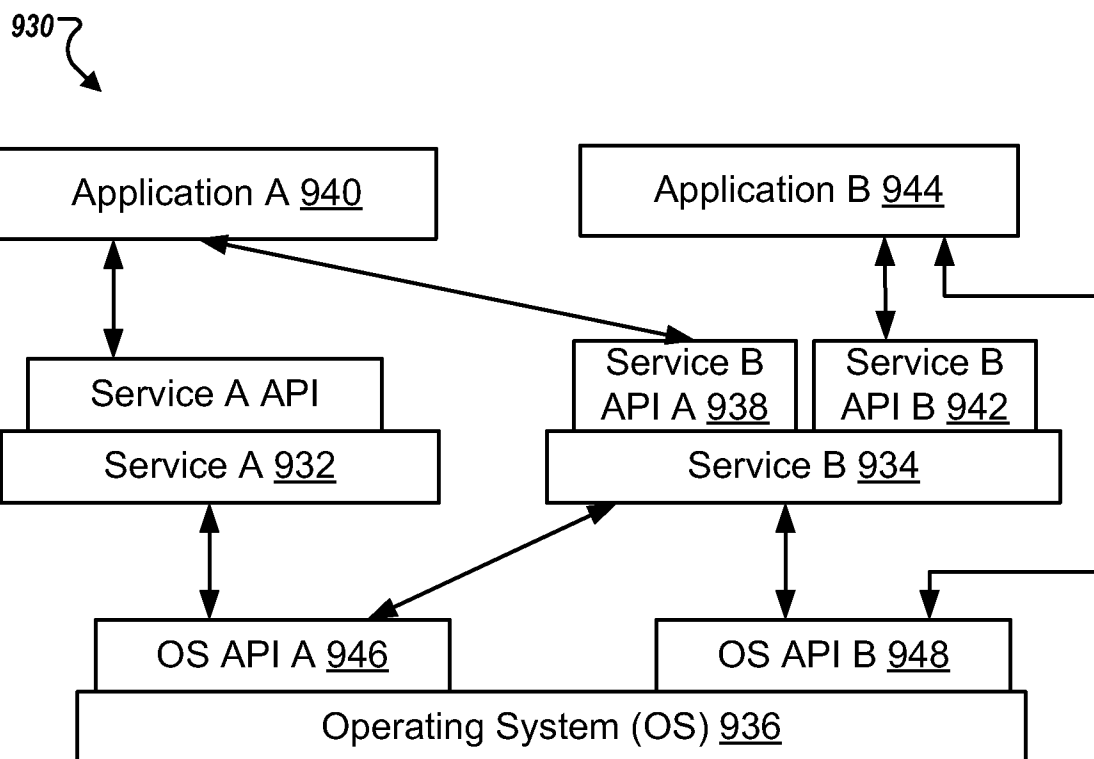 930
Application A 940
Application B 944
Service A API
Service B
API A 938
Service B
API B 942
Service A 932
Service B 934
OS API A 946
OS API B 948
Operating System (OS) 936